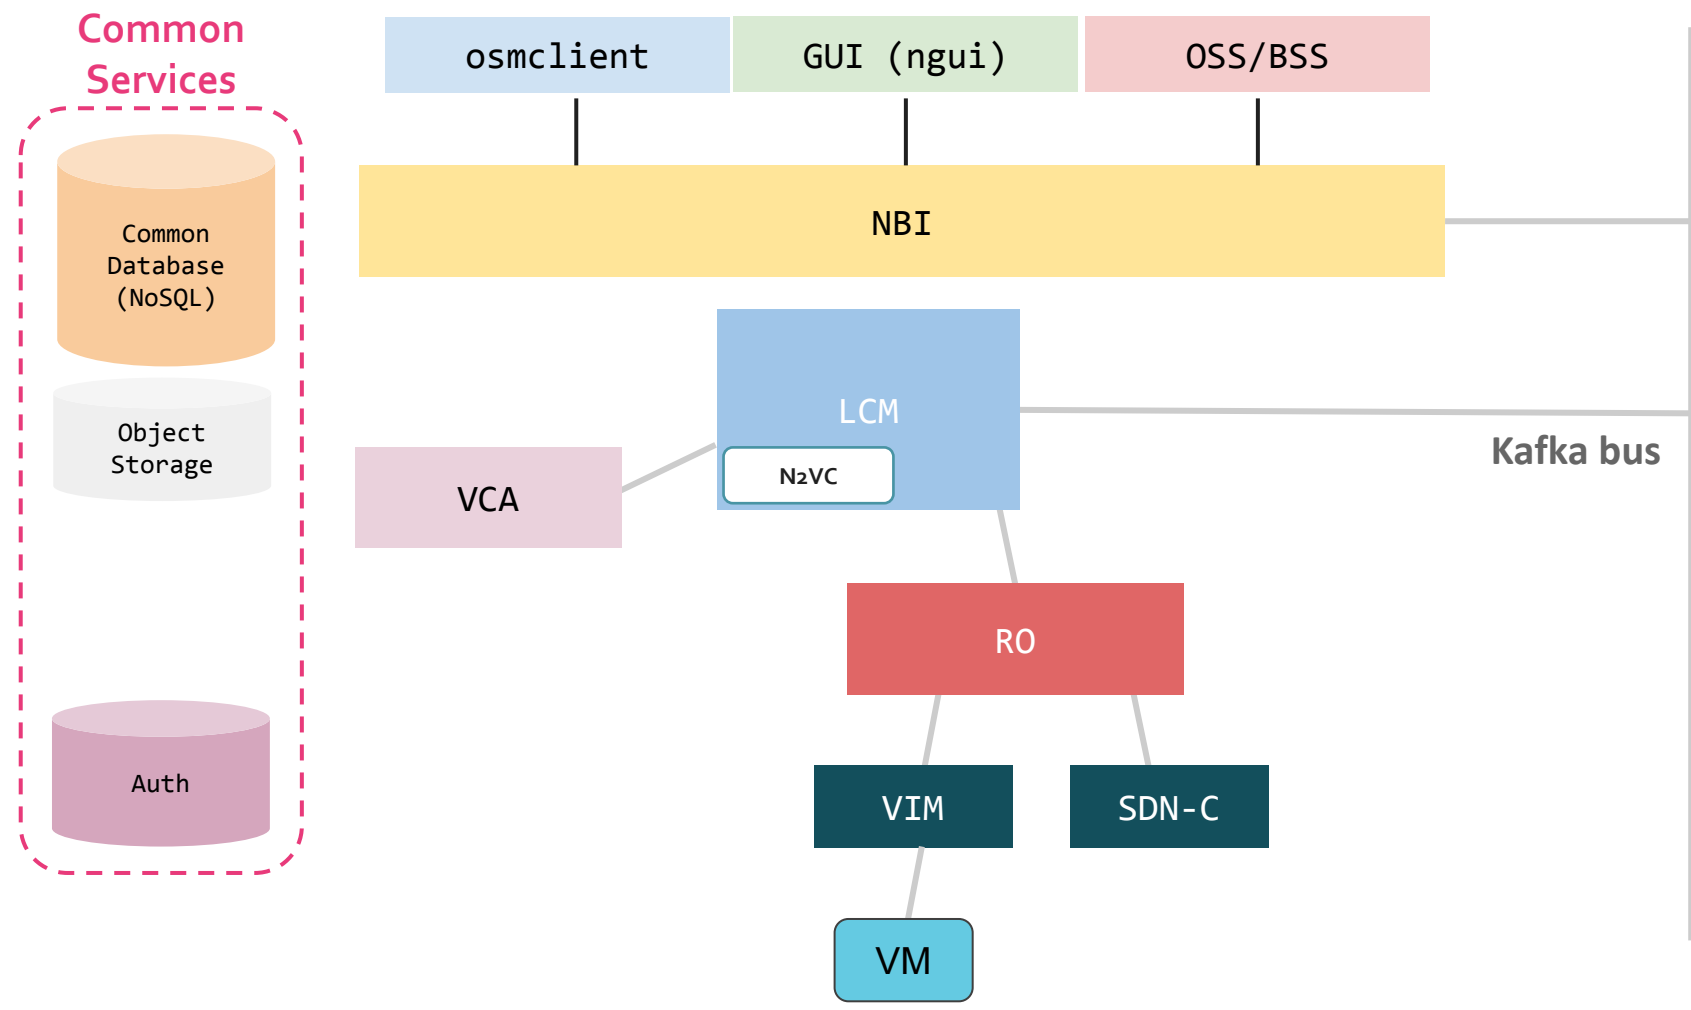 Common
Services
osmclient
GUI (ngui)
OSS/BSS
Common
Database
(NoSQL)
NBI
Object
Storage
LCM
Kafka bus
N2VC
VCA
RO
Auth
VIM
SDN-C
VM